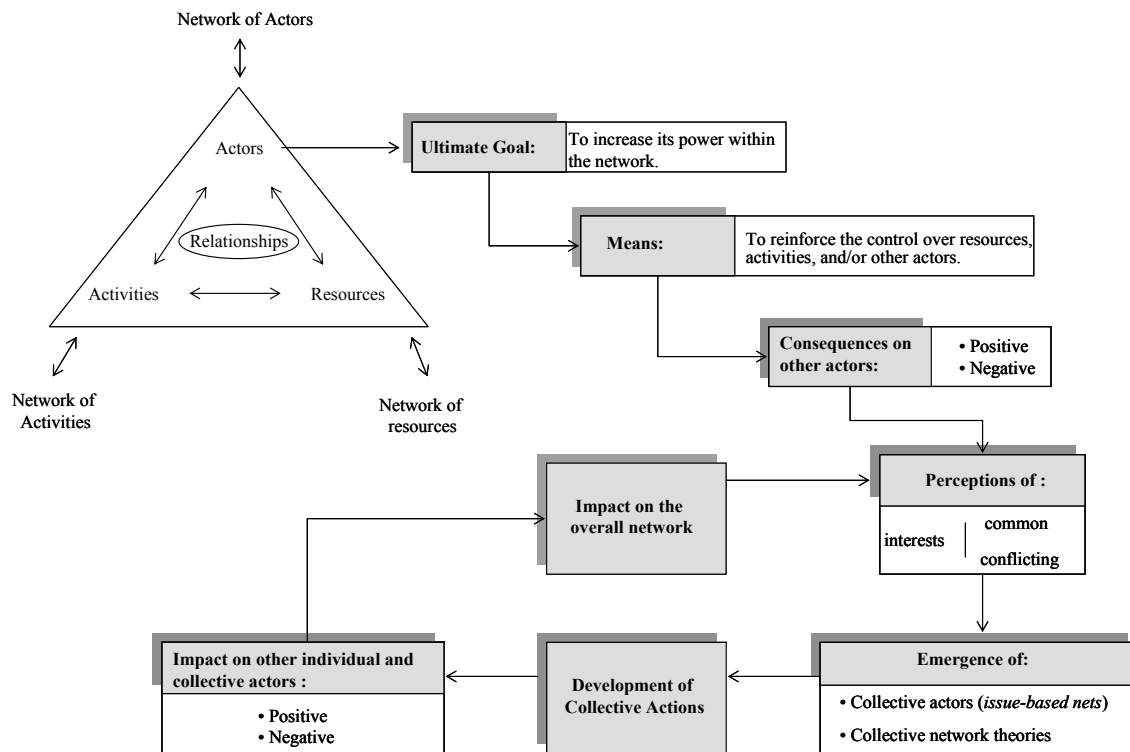 Network of Actors
Actors
Relationships
Activities
Resources
Network of
Activities
Network of
resources
Ultimate Goal:
To increase its power within
the network.
Means:
To reinforce the control over resources,
activities, and/or other actors.
Consequences on
other actors:
• Positive
• Negative
Perceptions of :
interests
common
conflicting
Impact on the
overall network
Emergence of:
• Collective actors (issue-based nets)
• Collective network theories
Development of
Collective Actions
Impact on other individual and
collective actors :
• Positive
• Negative